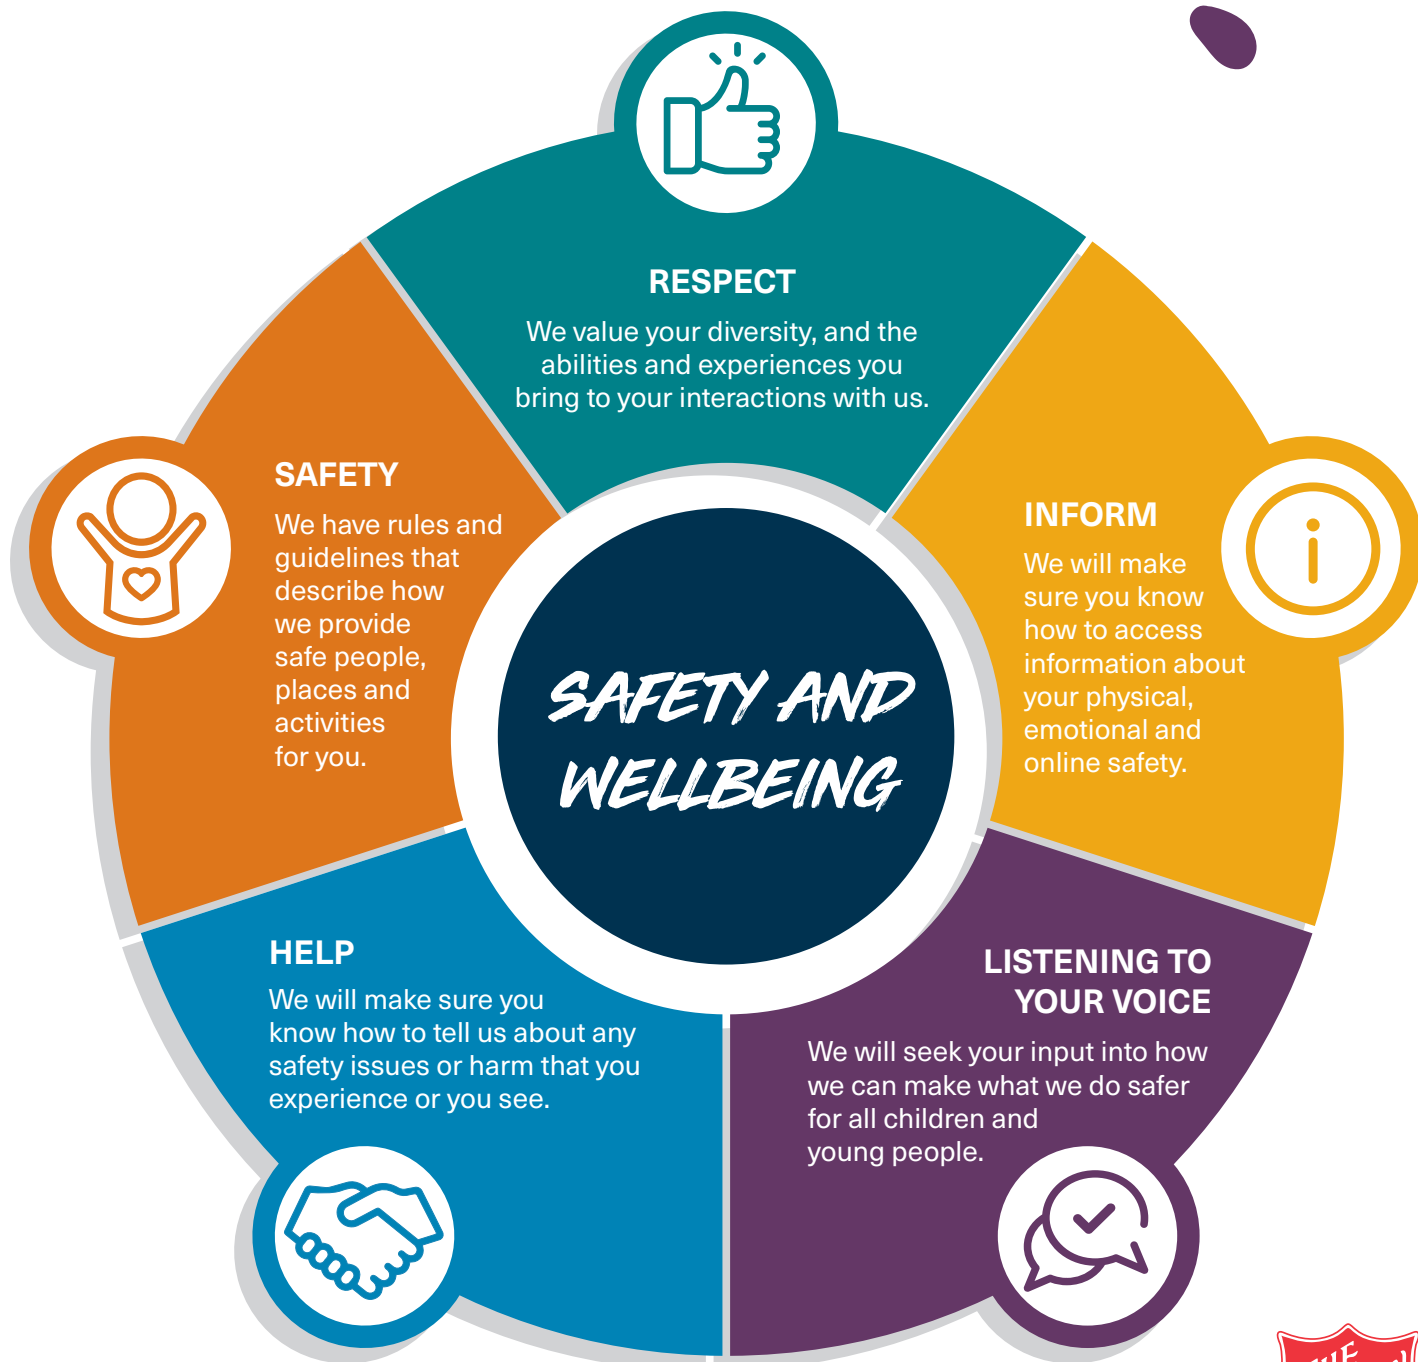 RESPECT
We value your diversity, and the
abilities and experiences you
bring to your interactions with us.
SAFETY
We have rules and
guidelines that
describe how
we provide
safe people,
places and
activities
for you.
INFORM
We will make
sure you know
how to access
information about
your physical,
emotional and
online safety.
SAFETY AND
WELLBEING
HELP
We will make sure you
know how to tell us about any
safety issues or harm that you
experience or you see.
LISTENING TO
YOUR VOICE
We will seek your input into how
we can make what we do safer
for all children and
young people.
THE